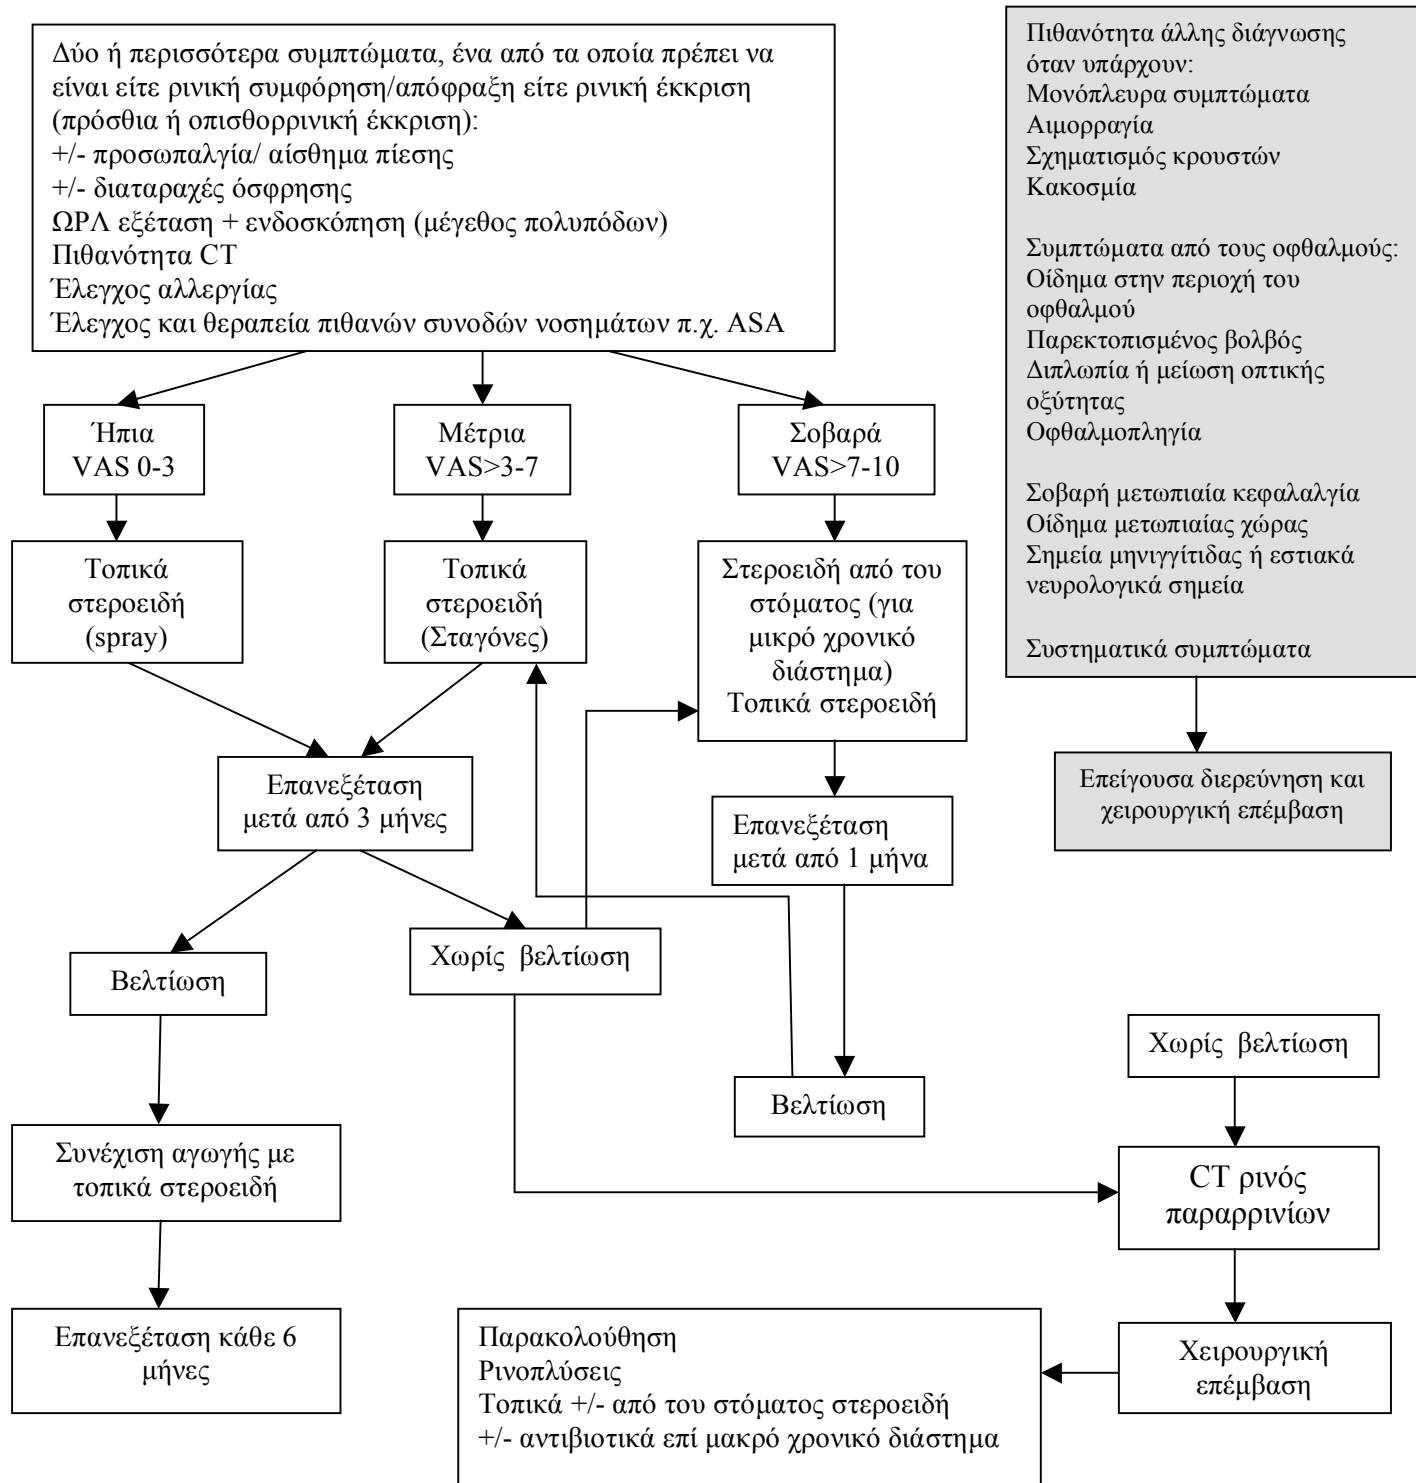 Δύο ή περισσότερα συμπτώματα, ένα από τα οποία πρέπει να
είναι είτε ρινική συμφόρηση/απόφραξη είτε ρινική έκκριση
(πρόσθια ή οπισθορρινική έκκριση):
+/- προσωπαλγία/ αίσθημα πίεσης
+/- διαταραχές όσφρησης
ΩΡΛ εξέταση + ενδοσκόπηση (μέγεθος πολυπόδων)
Πιθανότητα CT
Έλεγχος αλλεργίας
Έλεγχος και θεραπεία πιθανών συνοδών νοσημάτων π.χ. ASA
Πιθανότητα άλλης διάγνωσης
όταν υπάρχουν:
Μονόπλευρα συμπτώματα
Αιμορραγία
Σχηματισμός κρουστών
Κακοσμία
Συμπτώματα από τους οφθαλμούς:
Οίδημα στην περιοχή του
οφθαλμού
Παρεκτοπισμένος βολβός
Διπλωπία ή μείωση οπτικής
οξύτητας
Οφθαλμοπληγία
Σοβαρή μετωπιαία κεφαλαλγία
Οίδημα μετωπιαίας χώρας
Σημεία μηνιγγίτιδας ή εστιακά
νευρολογικά σημεία
Συστηματικά συμπτώματα
Ήπια
VAS 0-3
Μέτρια
VAS>3-7
Σοβαρά
VAS>7-10
Τοπικά
στεροειδή
(spray)
Τοπικά
στεροειδή
(Σταγόνες)
Στεροειδή από του
στόματος (για
μικρό χρονικό
διάστημα)
Τοπικά στεροειδή
Επανεξέταση
μετά από 3 μήνες
Επανεξέταση
μετά από 1 μήνα
Επείγουσα διερεύνηση και
χειρουργική επέμβαση
Βελτίωση
Χωρίς βελτίωση
Βελτίωση
Χωρίς βελτίωση
Συνέχιση αγωγής με
τοπικά στεροειδή
CT ρινός
παραρρινίων
Επανεξέταση κάθε 6
μήνες
Παρακολούθηση
Ρινοπλύσεις
Τοπικά +/- από του στόματος στεροειδή
+/- αντιβιοτικά επί μακρό χρονικό διάστημα
Χειρουργική
επέμβαση